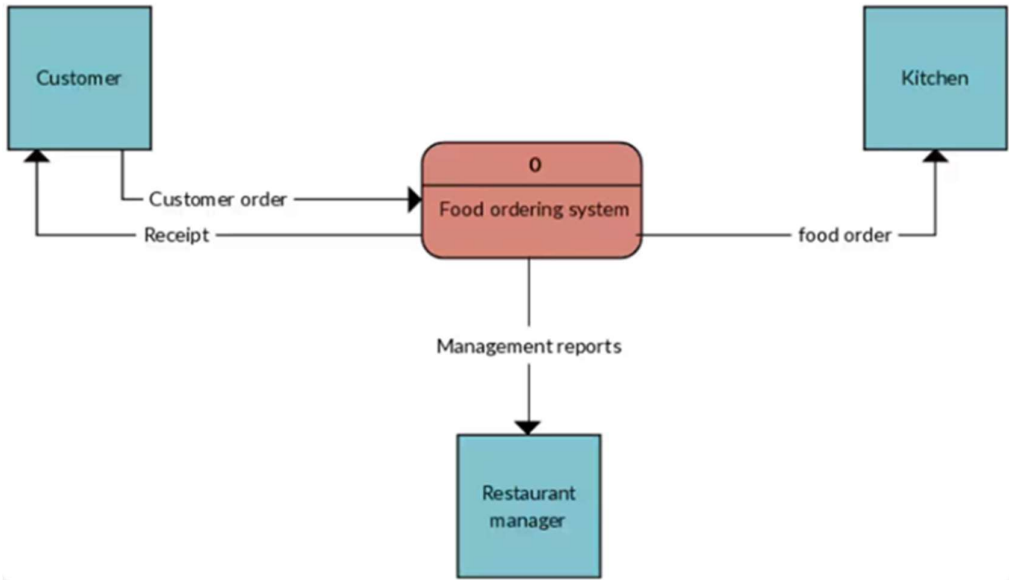 Customer
Kitchen
0
Customer order
Food ordering system
Receipt
food order
Management reports
Restaurant
manager